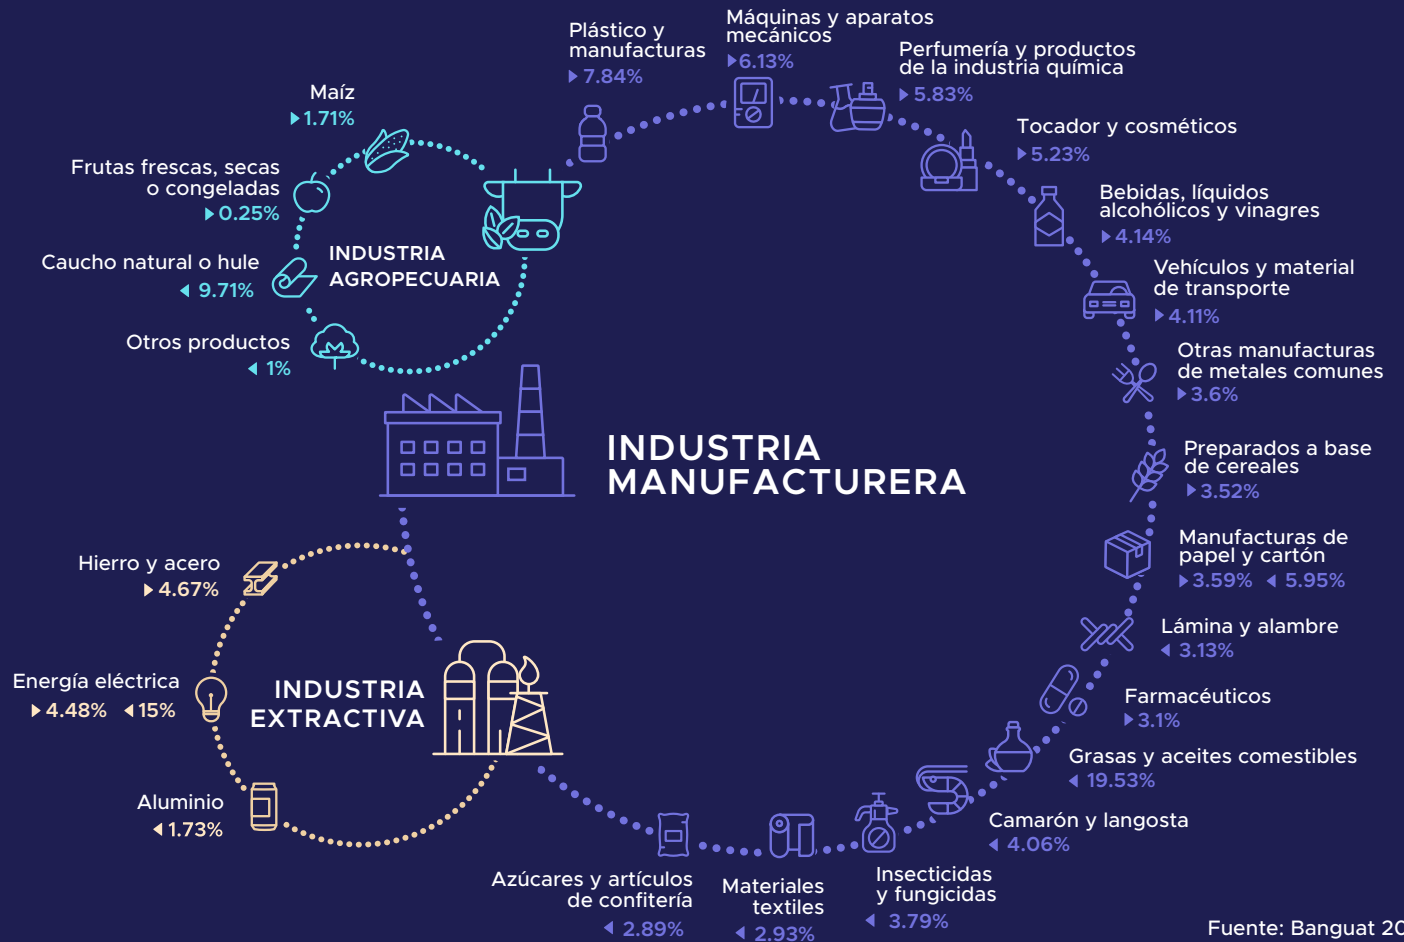 Plástico y
manufacturas
▶ 7.84%
Máquinas y aparatos
mecánicos
▶ 6.13%
Perfumería y productos
de la industria química
▶ 5.83%
Tocador y cosméticos
▶ 5.23%
Bebidas, líquidos
alcohólicos y vinagres
▶ 4.14%
Vehículos y material
de transporte
▶ 4.11%
Otras manufacturas
de metales comunes
▶ 3.6%
Preparados a base
de cereales
▶ 3.52%
Manufacturas de
papel y cartón
▶ 3.59% ◀ 5.95%
Lámina y alambre
◀ 3.13%
Farmacéuticos
▶ 3.1%
Grasas y aceites comestibles
◀ 19.53%
Camarón y langosta
◀ 4.06%
Insecticidas
y fungicidas
◀ 3.79%
Materiales
textiles
◀ 2.93%
Azúcares y artículos
de confitería
◀ 2.89%
Maíz
▶ 1.71%
Frutas frescas, secas
o congeladas
▶ 0.25%
Caucho natural o hule
◀ 9.71%
Otros productos
◀ 1%
INDUSTRIA
AGROPECUARIA
INDUSTRIA
MANUFACTURERA
Hierro y acero
▶ 4.67%
Energía eléctrica
▶ 4.48% ◀ 15%
Aluminio
◀ 1.73%
INDUSTRIA
EXTRACTIVA
Fuente: Banguat 20